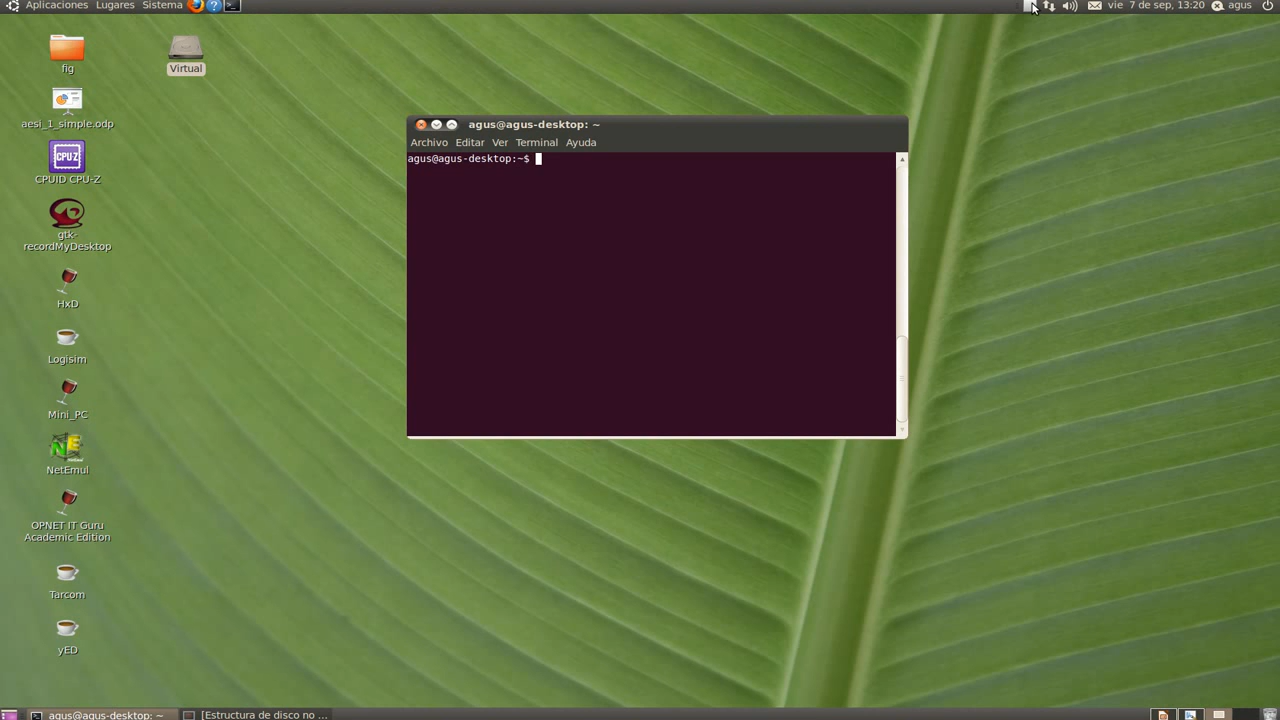 Aplicaciones Lugares Sistema
vie 7 de sep, 13:20 agus
fig
Virtual
aesi_1_simple.odp
CPU-Z
CPUID CPU-Z
gtk-
recordMyDesktop
HxD
Logisim
Mini_PC
NE
NetEmul
OPNET IT Guru
Academic Edition
Tarcom
yED
agus@agus-desktop: ~
Archivo Editar Ver Terminal Ayuda
agus@agus-desktop:~$
agus@agus-desktop: ~
[Estructura de disco no ...